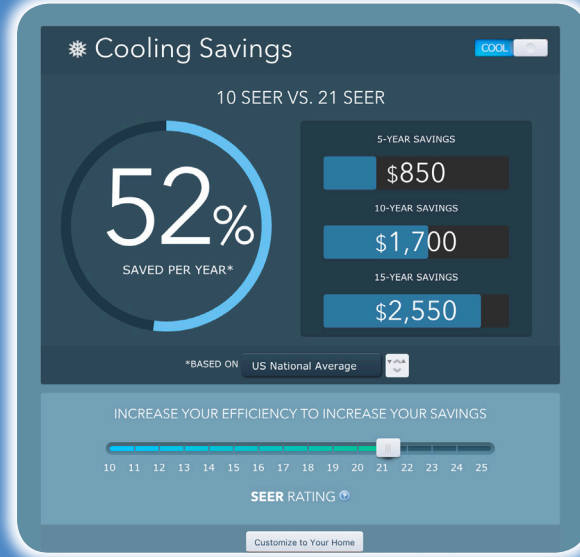 Cooling Savings
COOL
10 SEER VS. 21 SEER
52%
SAVED PER YEAR*
5-YEAR SAVINGS
$850
10-YEAR SAVINGS
$1,700
15-YEAR SAVINGS
$2,550
*BASED ON US National Average
INCREASE YOUR EFFICIENCY TO INCREASE YOUR SAVINGS
10 11 12 13 14 15 16 17 18 19 20 21 22 23 24 25
SEER RATING ?
Customize to Your Home